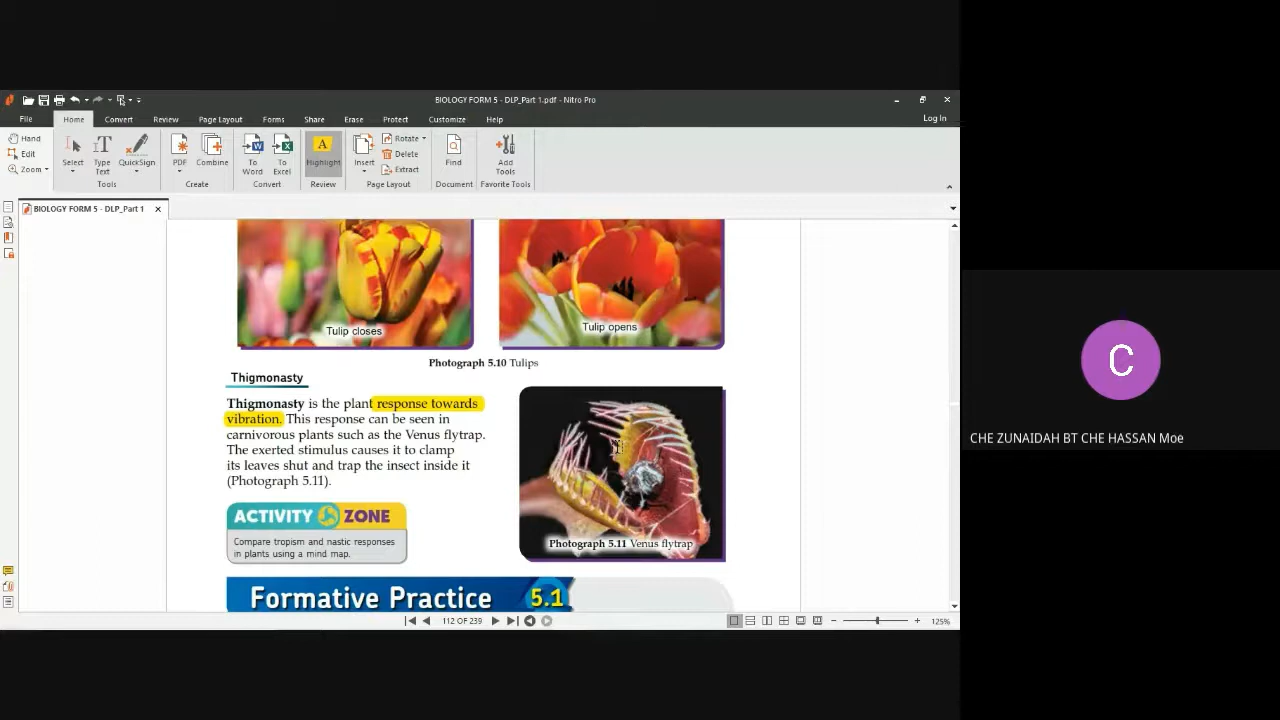 BIOLOGY FORM 5 - DLP_Part 1.pdf - Nitro Pro
File Home Convert Review Page Layout Forms Share Erase Protect Customize Help Log In
Hand
Edit
Zoom
Select
Type Text
QuickSign
Tools
PDF
Combine
Create
To Word
To Excel
Convert
Highlight
Review
Insert
Rotate
Delete
Extract
Page Layout
Find
Document
Add Tools
Favorite Tools
BIOLOGY FORM 5 - DLP_Part 1
Tulip closes
Tulip opens
Photograph 5.10 Tulips
Thigmonasty
Thigmonasty is the plant response towards
vibration. This response can be seen in
carnivorous plants such as the Venus flytrap.
The exerted stimulus causes it to clamp
its leaves shut and trap the insect inside it
(Photograph 5.11).
Photograph 5.11 Venus flytrap
ACTIVITY ZONE
Compare tropism and nastic responses
in plants using a mind map.
Formative Practice 5.1
112 OF 239
125%
C
CHE ZUNAIDAH BT CHE HASSAN Moe